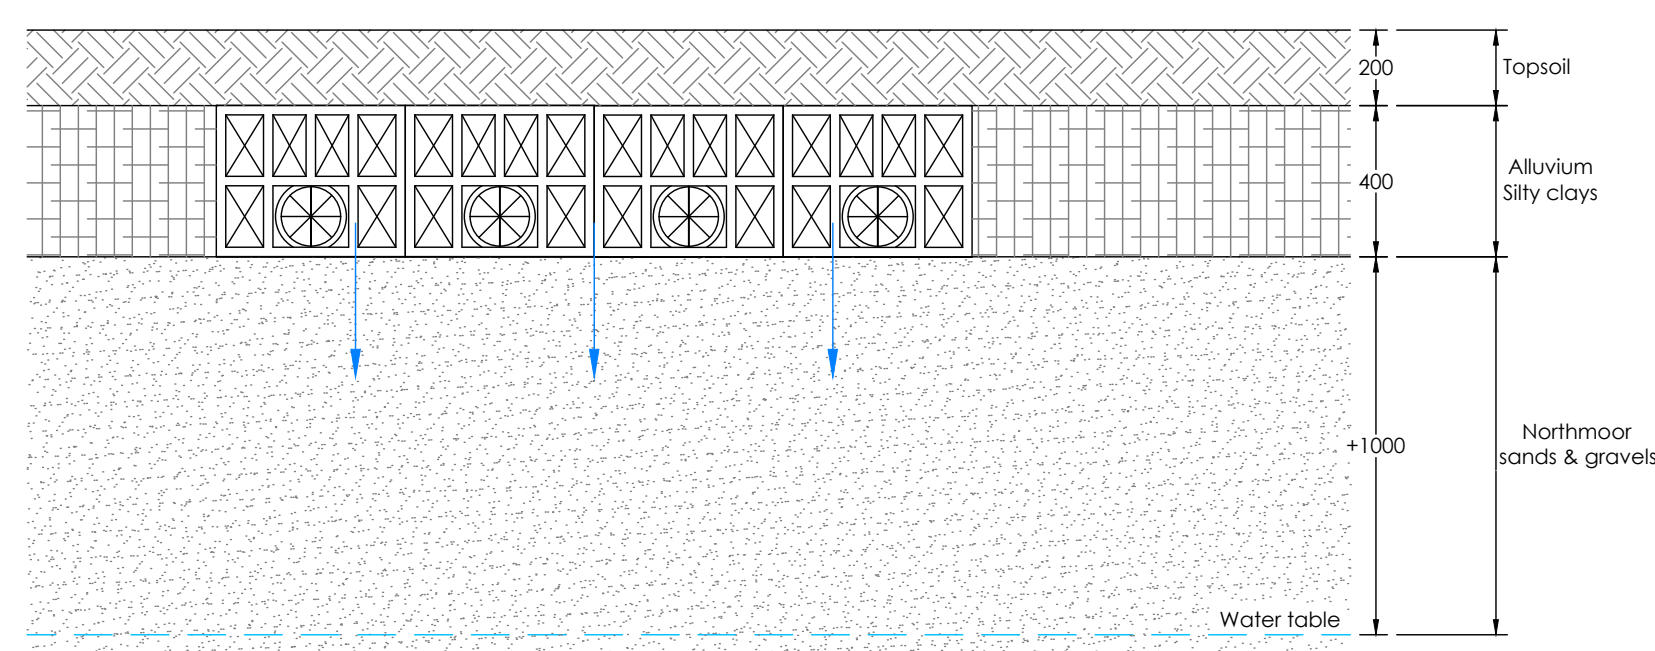 200
Topsoil
400
Alluvium
Silty clays
+1000
Northmoor
sands & gravels
Water table